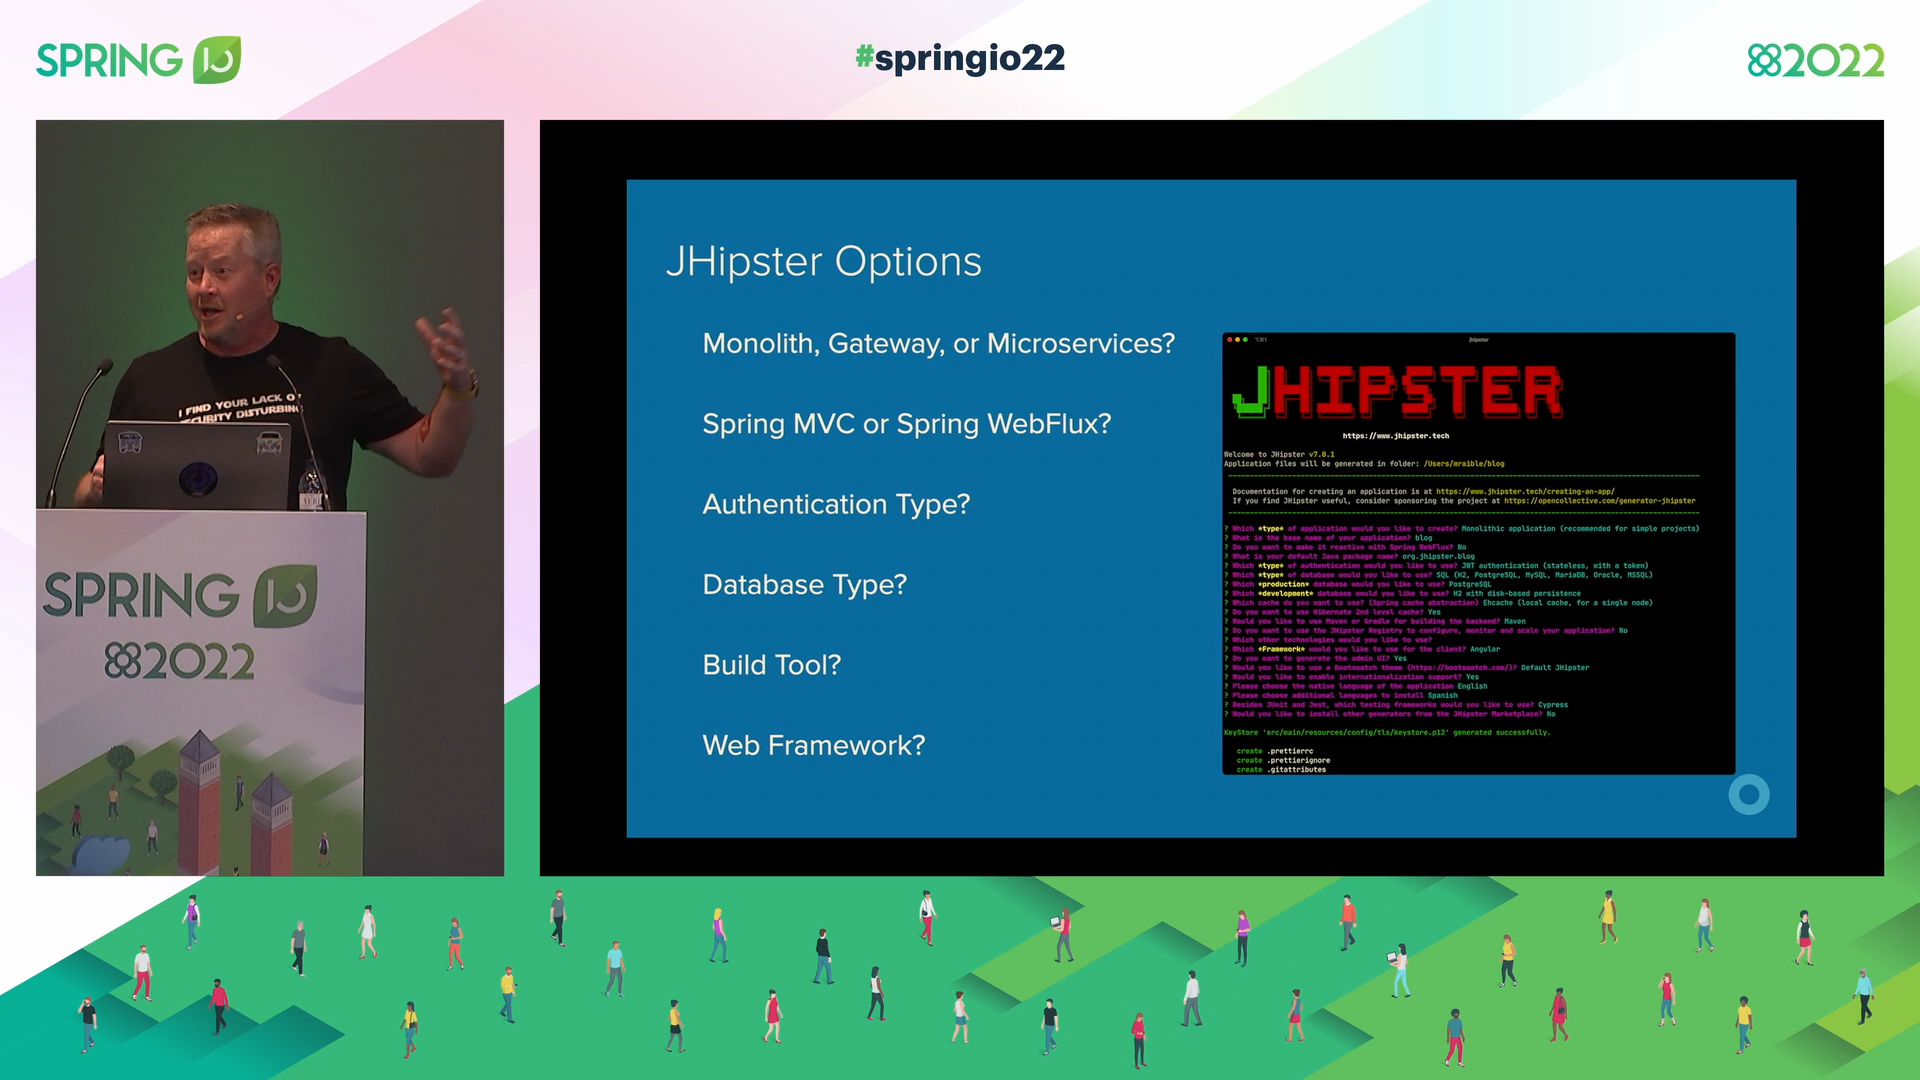 SPRING IO
#springio22
2022
I FIND YOUR LACK OF
SECURITY DISTURBING
SPRING IO
2022
JHipster Options
Monolith, Gateway, or Microservices?
Spring MVC or Spring WebFlux?
Authentication Type?
Database Type?
Build Tool?
Web Framework?
jhipster
JHIPSTER
https://www.jhipster.tech
Welcome to JHipster v7.0.1
Application files will be generated in folder: /Users/mraible/blog
Documentation for creating an application is at https://www.jhipster.tech/creating-an-app/
If you find JHipster useful, consider sponsoring the project at https://opencollective.com/generator-jhipster
? Which *type* of application would you like to create? Monolithic application (recommended for simple projects)
? What is the base name of your application? blog
? Do you want to make it reactive with Spring WebFlux? No
? What is your default Java package name? org.jhipster.blog
? Which *type* of authentication would you like to use? JWT authentication (stateless, with a token)
? Which *type* of database would you like to use? SQL (H2, PostgreSQL, MySQL, MariaDB, Oracle, MSSQL)
? Which *production* database would you like to use? PostgreSQL
? Which *development* database would you like to use? H2 with disk-based persistence
? Which cache do you want to use? (Spring cache abstraction) Ehcache (local cache, for a single node)
? Do you want to use Hibernate 2nd level cache? Yes
? Would you like to use Maven or Gradle for building the backend? Maven
? Do you want to use the JHipster Registry to configure, monitor and scale your application? No
? Which other technologies would you like to use?
? Which *Framework* would you like to use for the client? Angular
? Do you want to generate the admin UI? Yes
? Would you like to use a Bootswatch theme (https://bootswatch.com/)? Default JHipster
? Would you like to enable internationalization support? Yes
? Please choose the native language of the application English
? Please choose additional languages to install Spanish
? Besides JUnit and Jest, which testing frameworks would you like to use? Cypress
? Would you like to install other generators from the JHipster Marketplace? No
KeyStore 'src/main/resources/config/tls/keystore.p12' generated successfully.
create .prettierrc
create .prettierignore
create .gitattributes